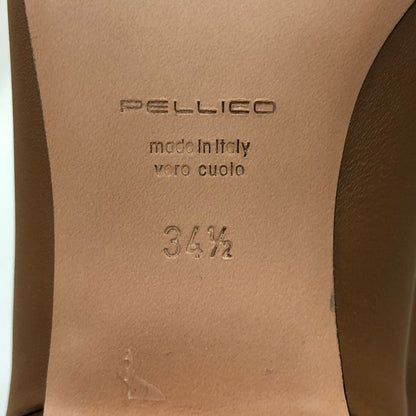 PELLICO
made in Italy
vero cuoio
34½